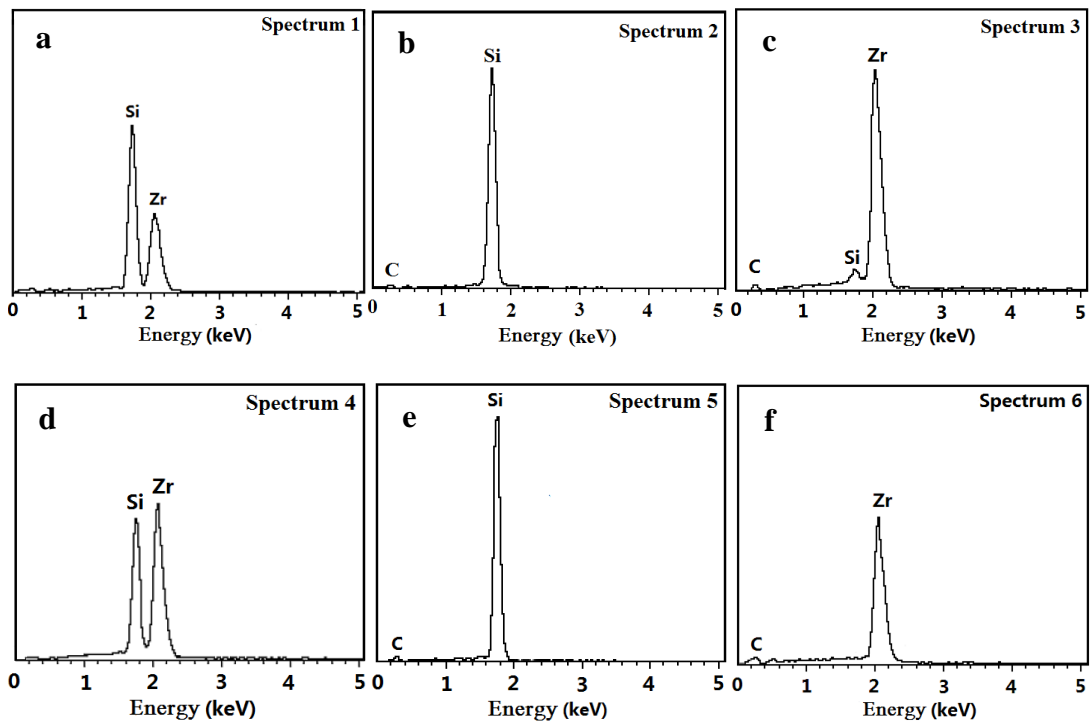 a
Spectrum 1
Si
Zr
0 1 2 3 4 5
Energy (keV)
b
Spectrum 2
Si
C
0 1 2 3 4 5
Energy (keV)
c
Spectrum 3
Zr
Si
C
0 1 2 3 4 5
Energy (keV)
d
Spectrum 4
Si
Zr
0 1 2 3 4 5
Energy (keV)
e
Spectrum 5
Si
C
0 1 2 3 4 5
Energy (keV)
f
Spectrum 6
Zr
C
0 1 2 3 4 5
Energy (keV)